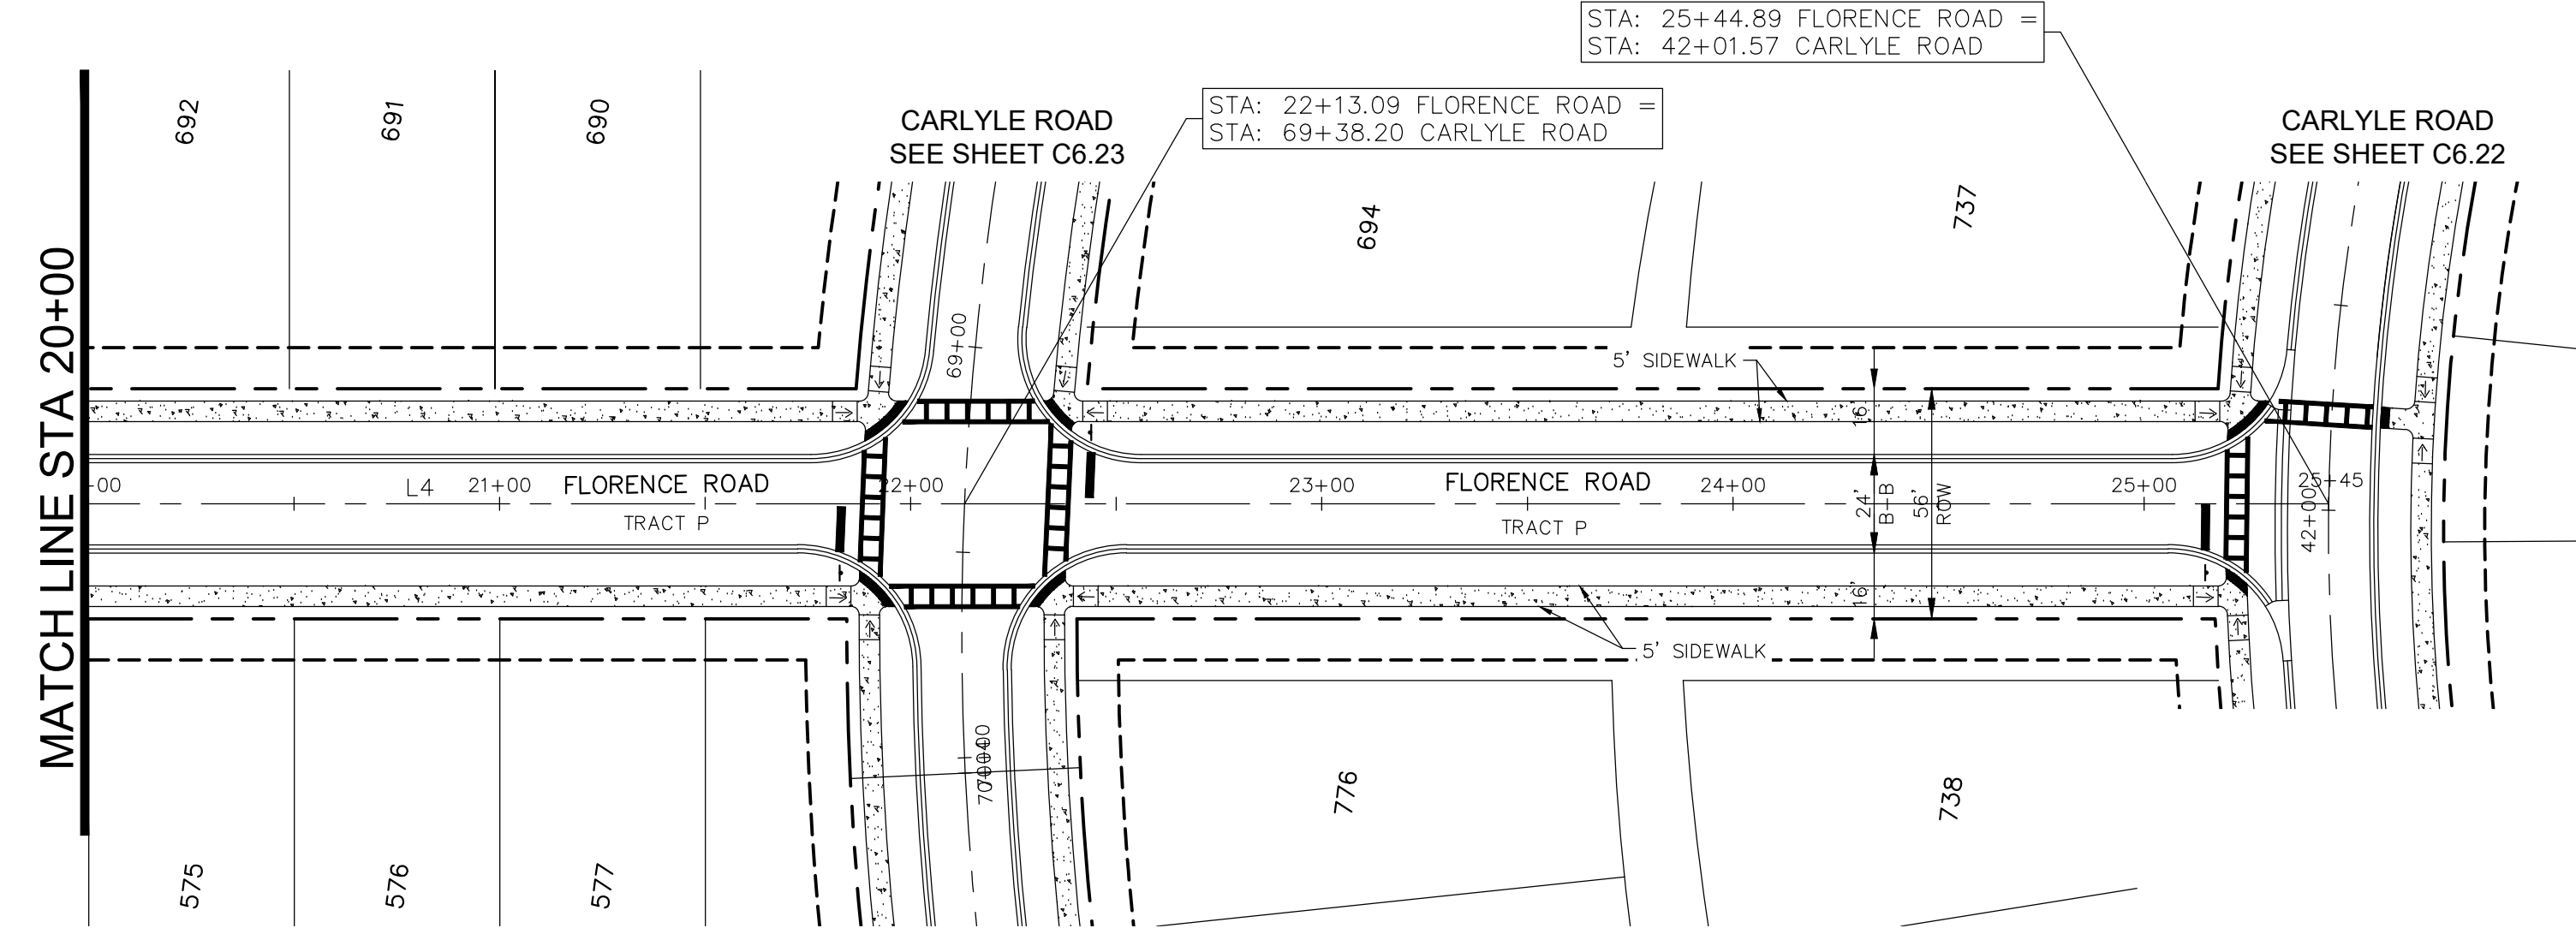 STA: 25+44.89 FLORENCE ROAD =
STA: 42+01.57 CARLYLE ROAD
STA: 22+13.09 FLORENCE ROAD =
STA: 69+38.20 CARLYLE ROAD
CARLYLE ROAD
SEE SHEET C6.23
CARLYLE ROAD
SEE SHEET C6.22
692
691
690
694
737
MATCH LINE STA 20+00
69+00
5' SIDEWALK
16'
-00
L4
21+00
FLORENCE ROAD
22+00
23+00
FLORENCE ROAD
24+00
25+00
25+45
TRACT P
TRACT P
24'
B-B
56'
ROW
42+00
16'
5' SIDEWALK
575
576
577
776
738